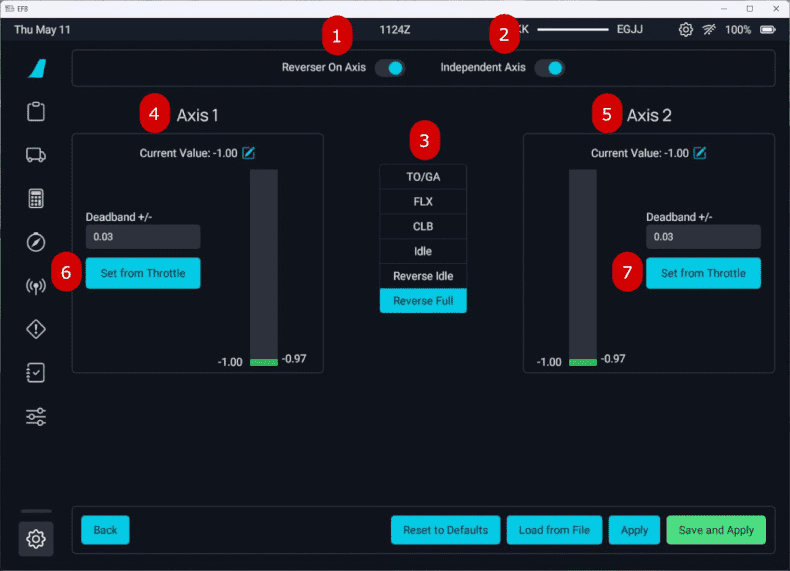 EFB
Thu May 11
1124Z
KK
EGJJ
100%
1
2
Reverser On Axis
Independent Axis
4
Axis 1
3
5
Axis 2
Current Value: -1.00
Current Value: -1.00
TO/GA
FLX
CLB
Idle
Reverse Idle
Reverse Full
Deadband +/-
0.03
6
Set from Throttle
-1.00
-0.97
Deadband +/-
0.03
7
Set from Throttle
-1.00
-0.97
Back
Reset to Defaults
Load from File
Apply
Save and Apply